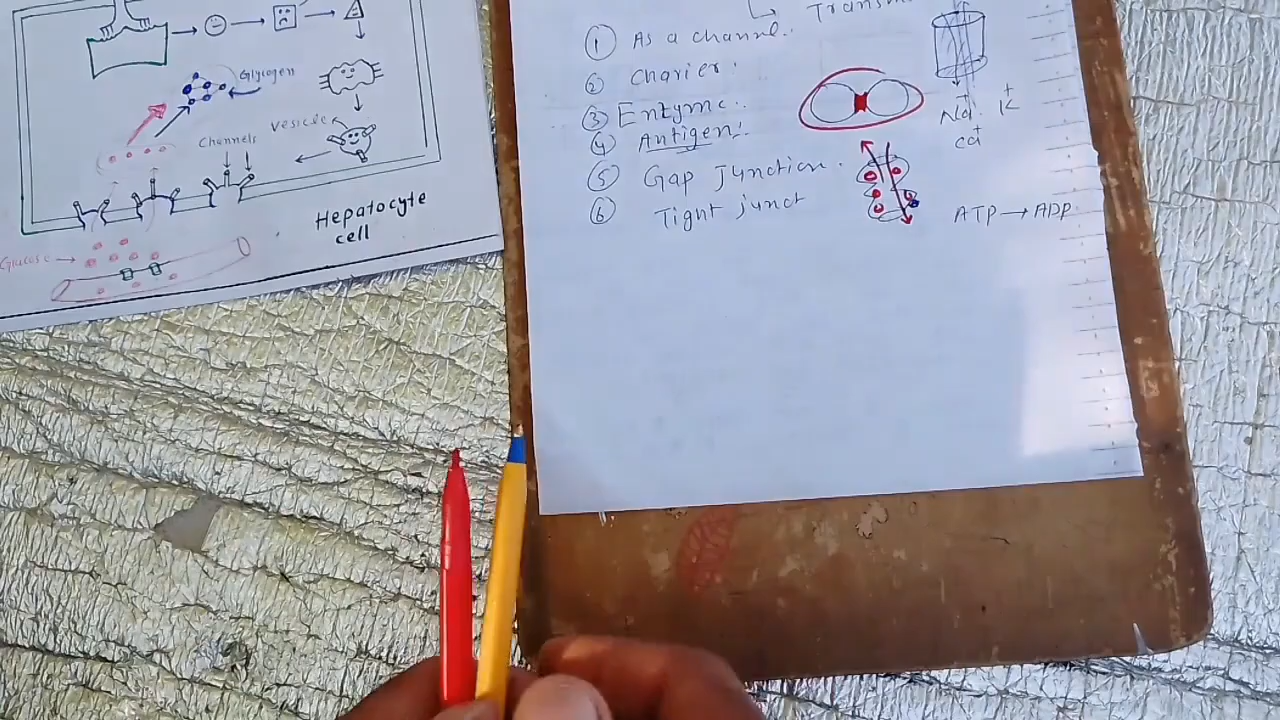 Glycogen
Channels
vesicle
Hepatocyte
cell
Glucose
① As a channel.
② Charier.
③ Enzyme.
④ Antigen.
⑤ Gap Junction.
⑥ Tight junct
Na+ K+
ca+
ATP → ADP